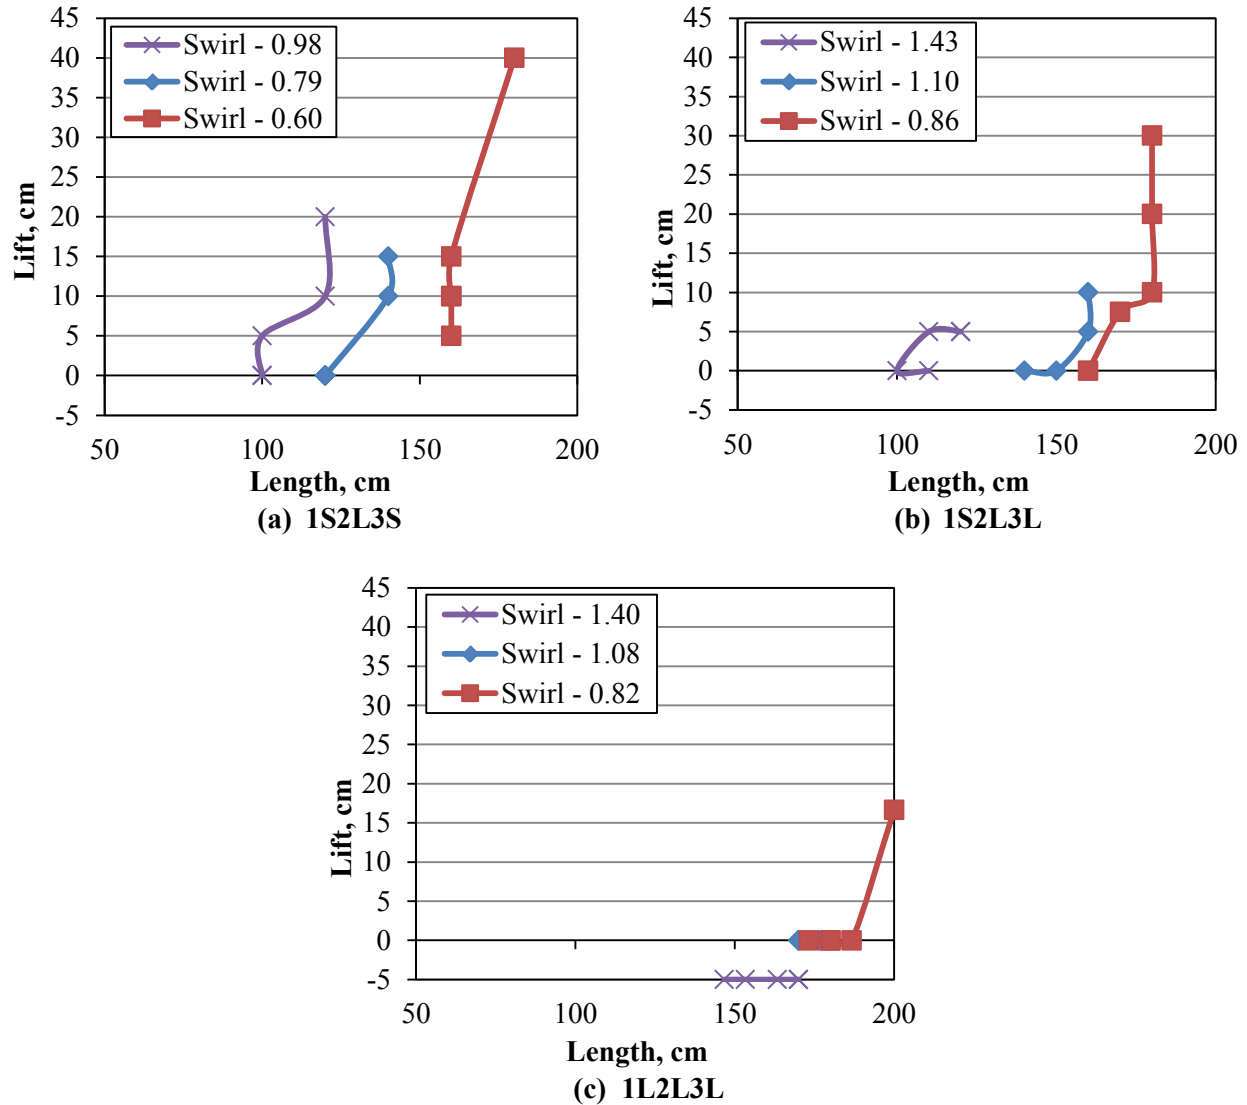 45
40
35
30
25
20
15
10
5
0
-5
Lift, cm
Swirl - 0.98
Swirl - 0.79
Swirl - 0.60
50
100
150
200
Length, cm
(a) 1S2L3S
45
40
35
30
25
20
15
10
5
0
-5
Lift, cm
Swirl - 1.43
Swirl - 1.10
Swirl - 0.86
50
100
150
200
Length, cm
(b) 1S2L3L
45
40
35
30
25
20
15
10
5
0
-5
Lift, cm
Swirl - 1.40
Swirl - 1.08
Swirl - 0.82
50
100
150
200
Length, cm
(c) 1L2L3L